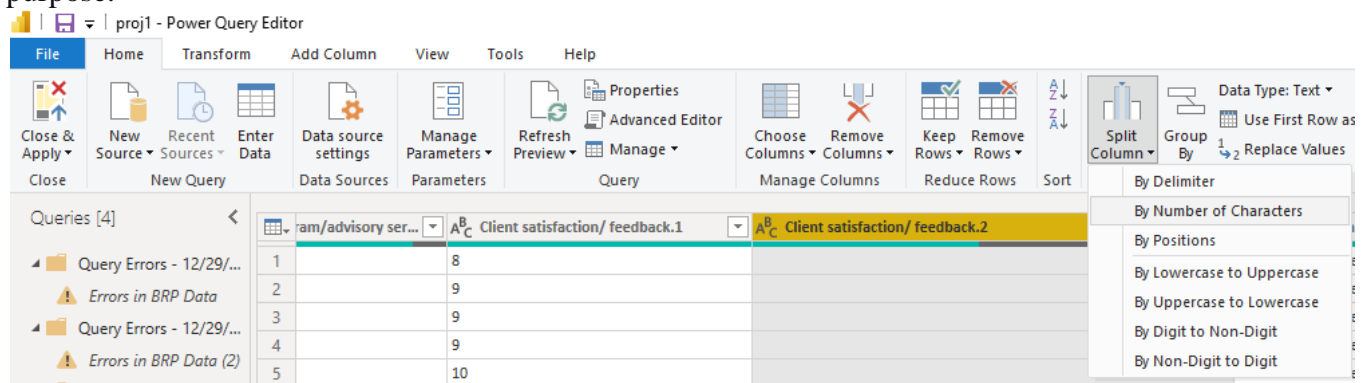 purpose.
proj1 - Power Query Editor
File Home Transform Add Column View Tools Help
Close & Apply
New Source
Recent Sources
Enter Data
Data source settings
Manage Parameters
Refresh Preview
Properties
Advanced Editor
Manage
Choose Columns
Remove Columns
Keep Rows
Remove Rows
Split Column
Group By
Data Type: Text
Use First Row as
Replace Values
Close New Query Data Sources Parameters Query Manage Columns Reduce Rows Sort
By Delimiter
By Number of Characters
By Positions
By Lowercase to Uppercase
By Uppercase to Lowercase
By Digit to Non-Digit
By Non-Digit to Digit
Queries [4]
Query Errors - 12/29/...
Errors in BRP Data
Query Errors - 12/29/...
Errors in BRP Data (2)
ram/advisory ser... ABC Client satisfaction/ feedback.1 ABC Client satisfaction/ feedback.2
1 8
2 9
3 9
4 9
5 10